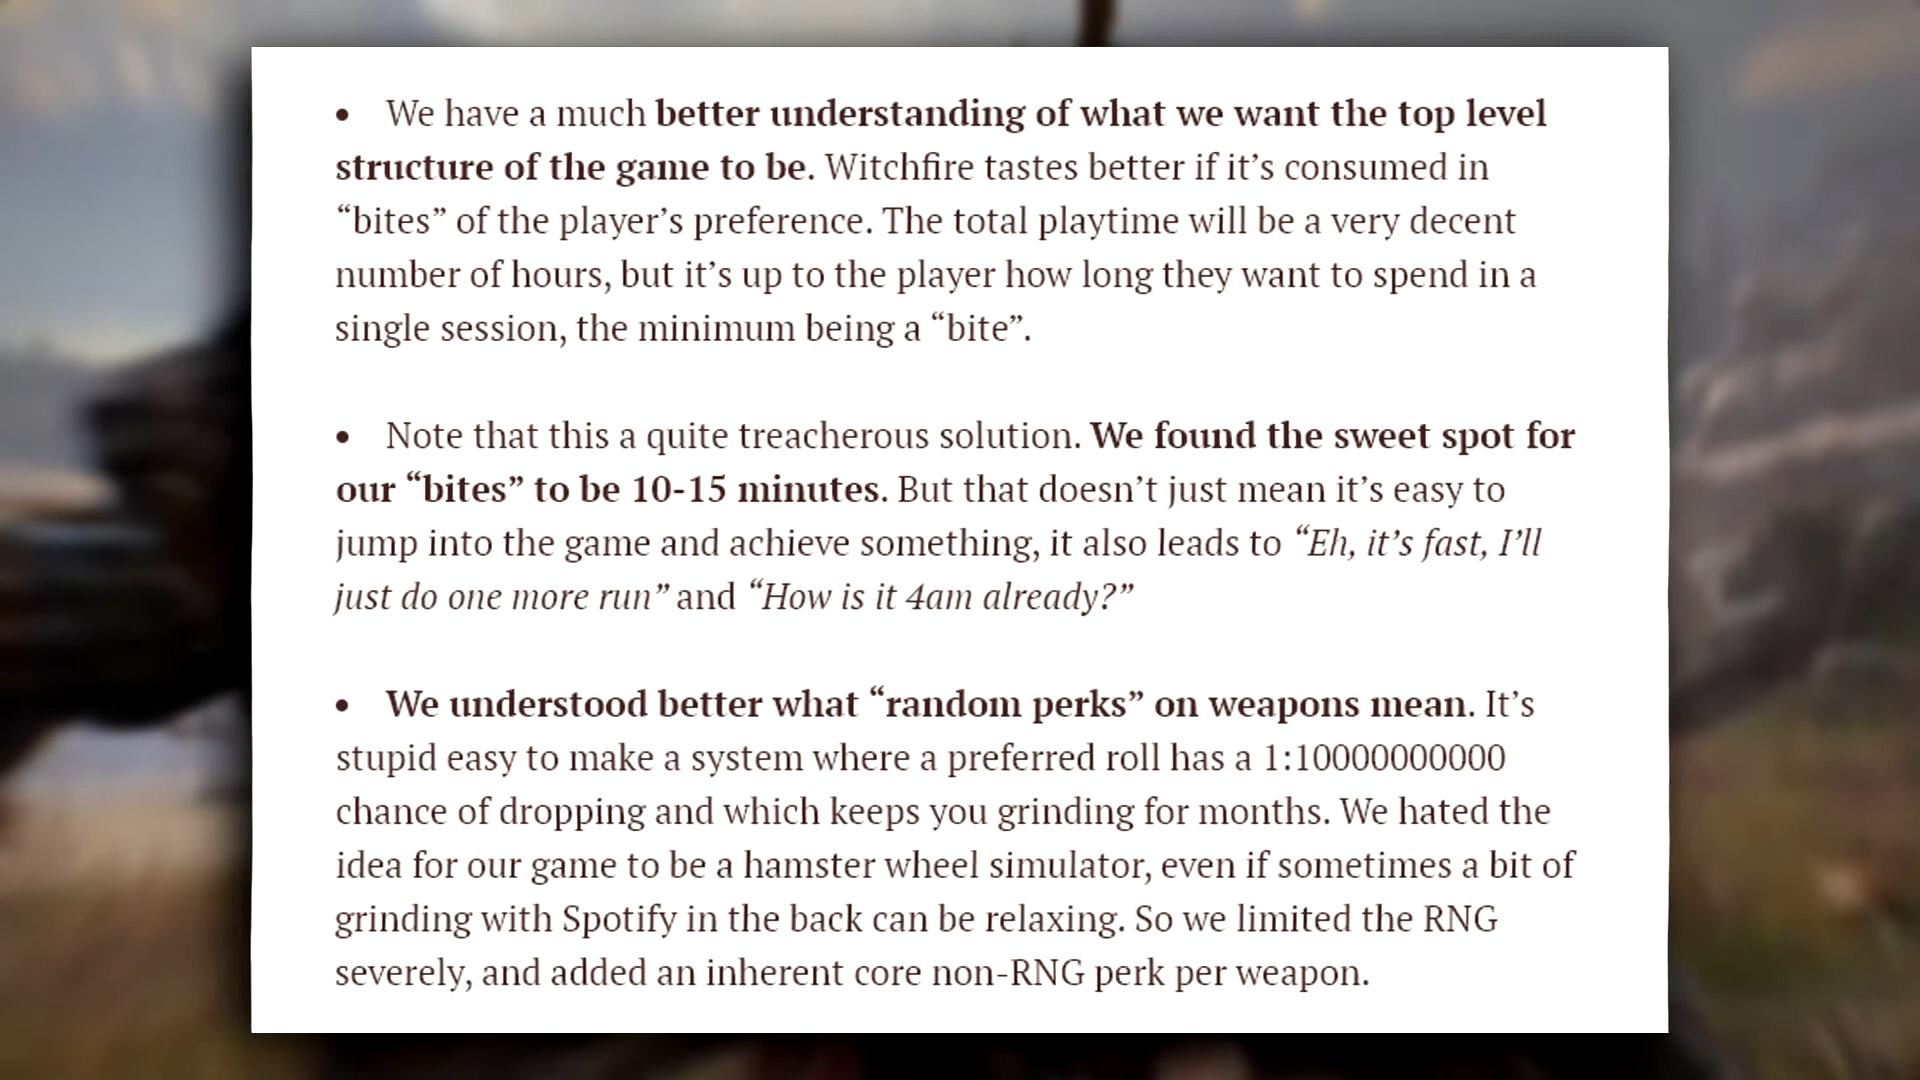 • We have a much better understanding of what we want the top level
structure of the game to be. Witchfire tastes better if it’s consumed in
“bites” of the player’s preference. The total playtime will be a very decent
number of hours, but it’s up to the player how long they want to spend in a
single session, the minimum being a “bite”.
• Note that this a quite treacherous solution. We found the sweet spot for
our “bites” to be 10-15 minutes. But that doesn’t just mean it’s easy to
jump into the game and achieve something, it also leads to “Eh, it’s fast, I’ll
just do one more run” and “How is it 4am already?”
• We understood better what “random perks” on weapons mean. It’s
stupid easy to make a system where a preferred roll has a 1:10000000000
chance of dropping and which keeps you grinding for months. We hated the
idea for our game to be a hamster wheel simulator, even if sometimes a bit of
grinding with Spotify in the back can be relaxing. So we limited the RNG
severely, and added an inherent core non-RNG perk per weapon.